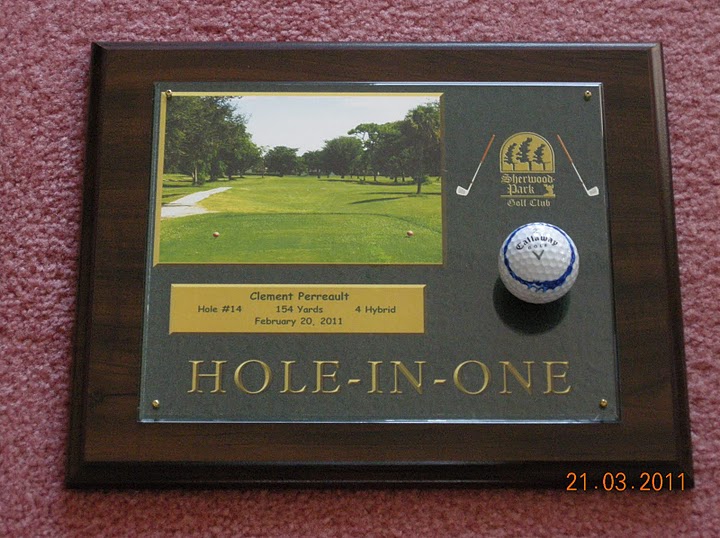 Sherwood
Park
Golf Club
Callaway
GOLF
Clement Perreault
Hole #14 154 Yards 4 Hybrid
February 20, 2011
HOLE-IN-ONE
21.03.2011